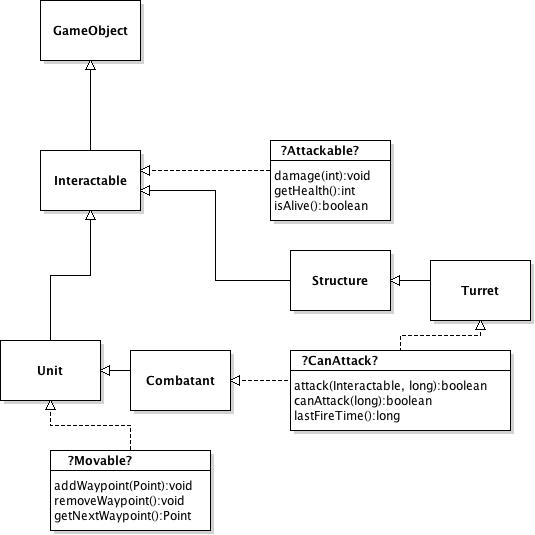 GameObject
Interactable
?Attackable?
damage(int):void
getHealth():int
isAlive():boolean
Structure
Turret
Unit
Combatant
?CanAttack?
attack(Interactable, long):boolean
canAttack(long):boolean
lastFireTime():long
?Movable?
addWaypoint(Point):void
removeWaypoint():void
getNextWaypoint():Point